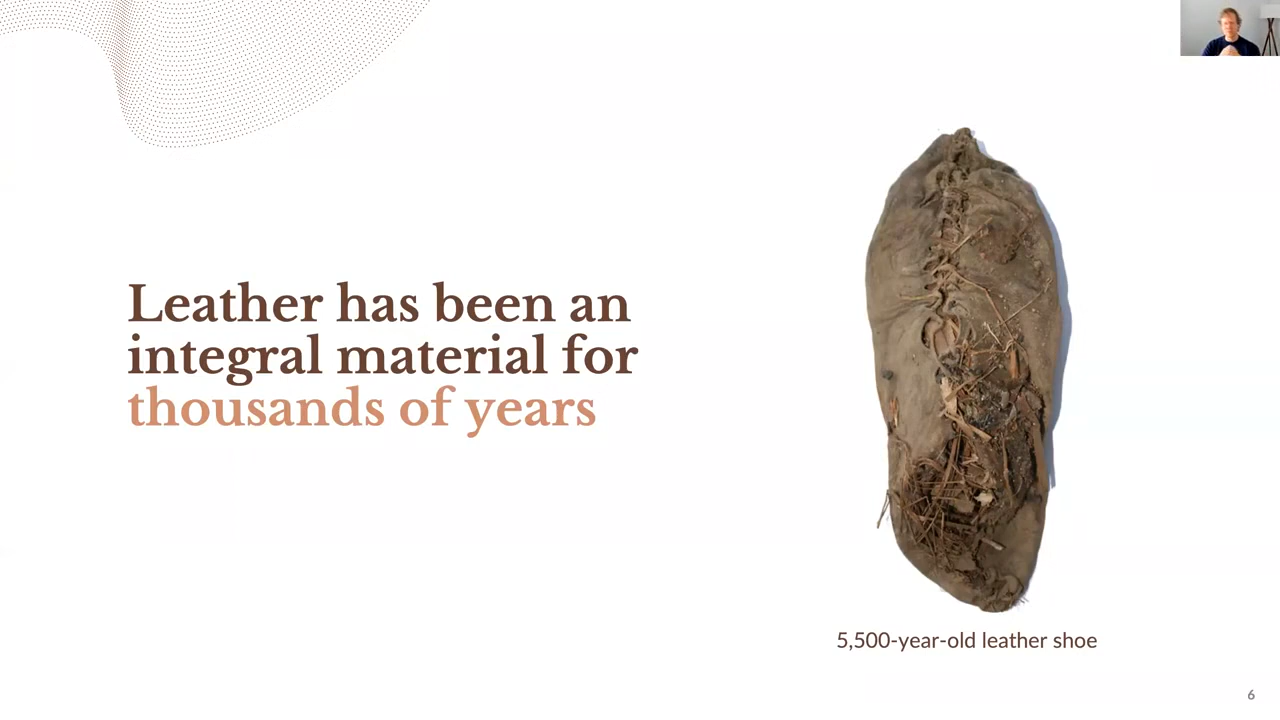 Leather has been an
integral material for
thousands of years
5,500-year-old leather shoe
6